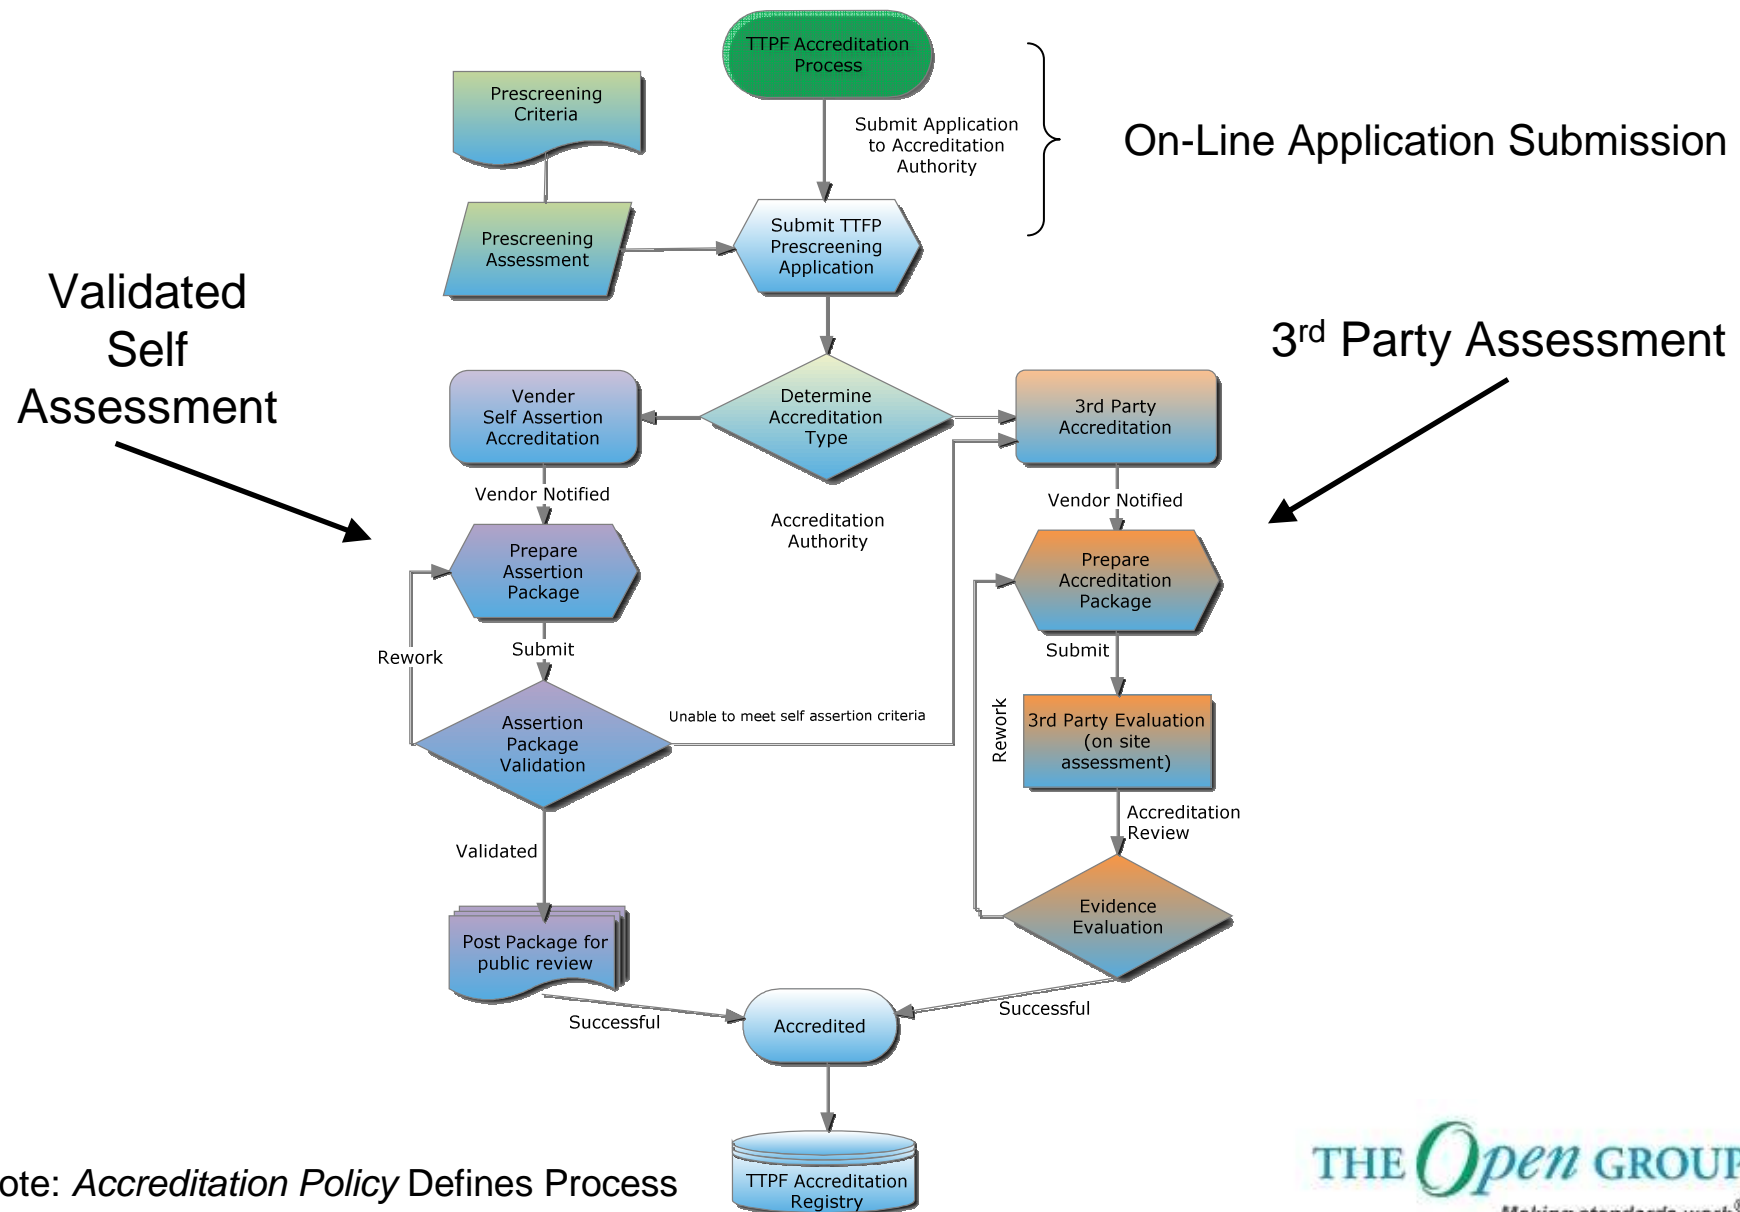 TTPF Accreditation
Process
Prescreening
Criteria
Submit Application
to Accreditation
Authority
On-Line Application Submission
Prescreening
Assessment
Submit TTFP
Prescreening
Application
Validated
Self
Assessment
3rd Party Assessment
Vender
Self Assertion
Accreditation
Determine
Accreditation
Type
3rd Party
Accreditation
Vendor Notified
Vendor Notified
Accreditation
Authority
Prepare
Assertion
Package
Prepare
Accreditation
Package
Rework
Submit
Submit
Assertion
Package
Validation
Unable to meet self assertion criteria
Rework
3rd Party Evaluation
(on site
assessment)
Accreditation
Review
Validated
Evidence
Evaluation
Post Package for
public review
Successful
Accredited
Successful
TTPF Accreditation
Registry
ote: Accreditation Policy Defines Process
THE Open GROUP
Making standards work®